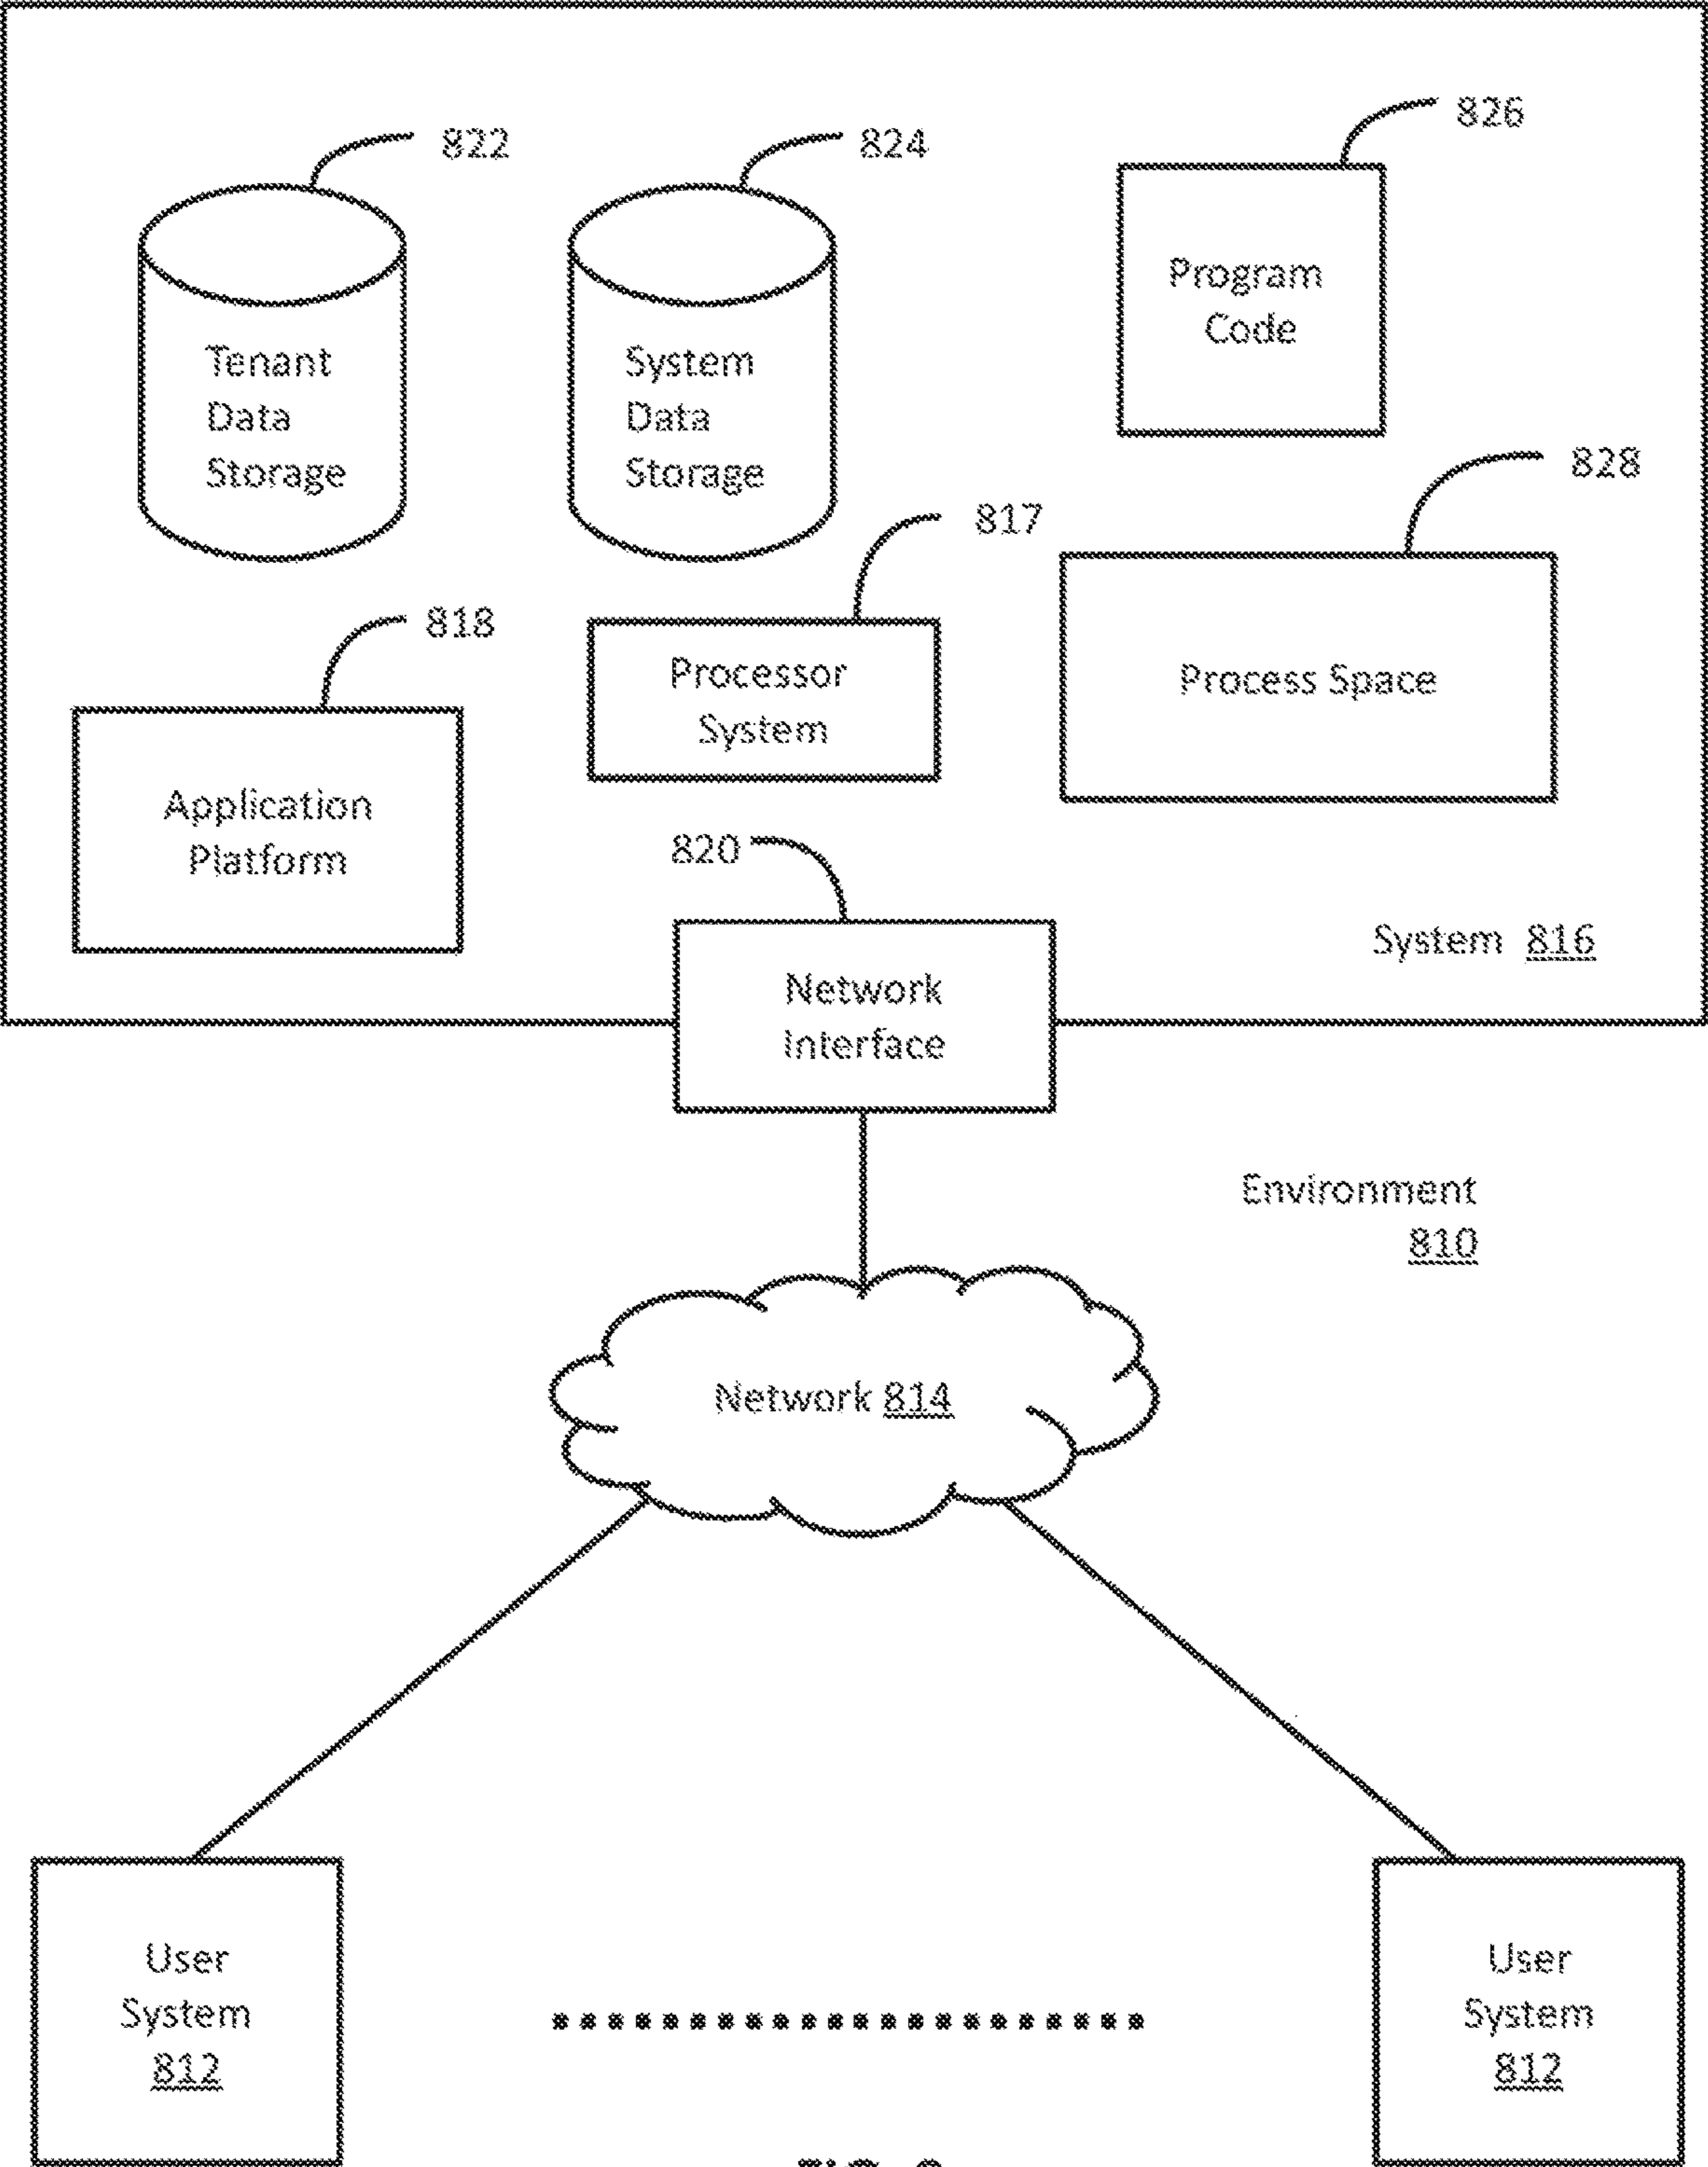 822
824
826
Tenant
Data
Storage
System
Data
Storage
Program
Code
828
817
818
Processor
System
Process Space
Application
Platform
820
System 816
Network
Interface
Environment
810
Network 814
User
System
812
User
System
812